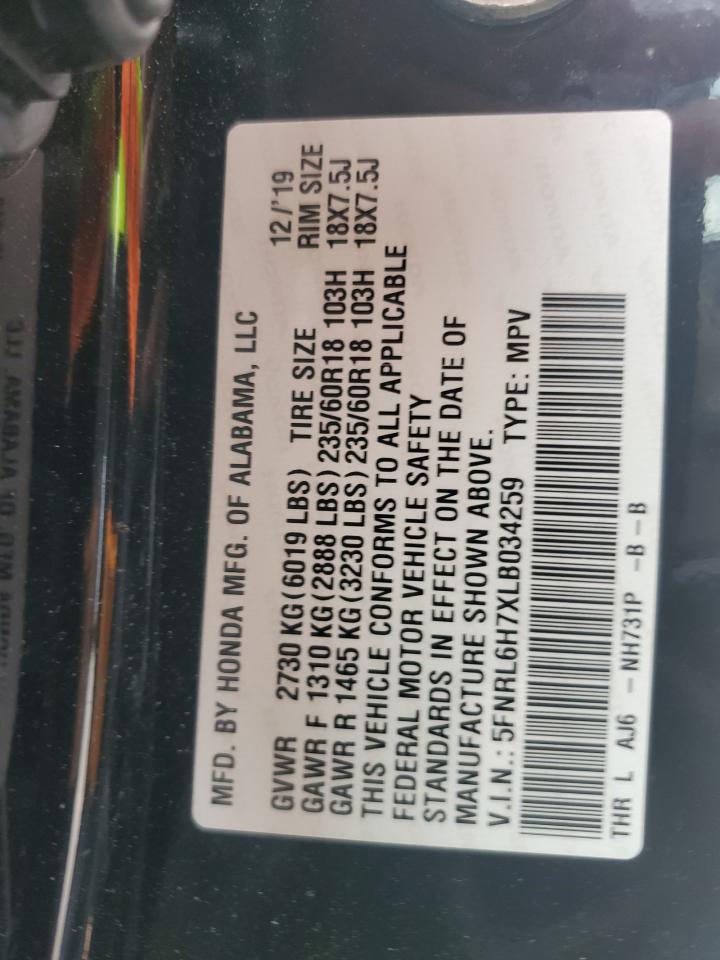 MFD. BY HONDA MFG. OF ALABAMA, LLC 12/'19
GVWR 2730 KG(6019 LBS) TIRE SIZE RIM SIZE
GAWR F 1310 KG(2888 LBS)235/60R18 103H 18X7.5J
GAWR R 1465 KG(3230 LBS)235/60R18 103H 18X7.5J
THIS VEHICLE CONFORMS TO ALL APPLICABLE
FEDERAL MOTOR VEHICLE SAFETY
STANDARDS IN EFFECT ON THE DATE OF
MANUFACTURE SHOWN ABOVE.
V.I.N.: 5FNRL6H7XLB034259 TYPE: MPV
THR L AJ6 - NH731P -B-B